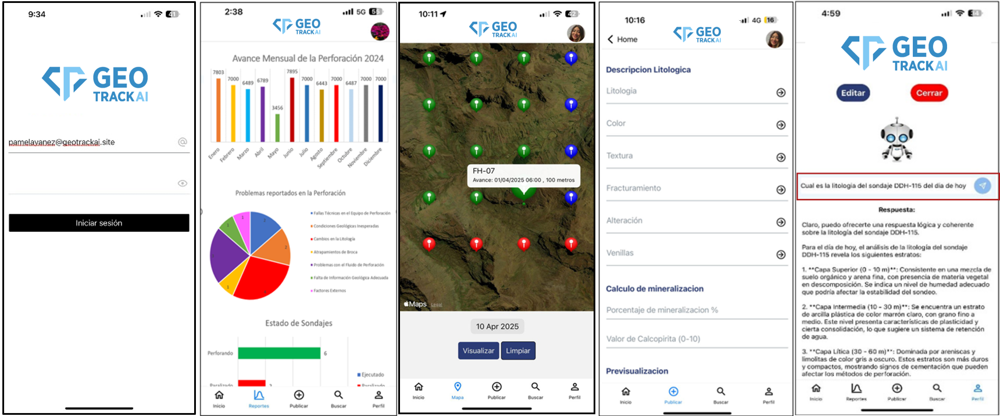 9:34
41
GEO
TRACK AI
pamelayanez@geotrackai.site
@
Iniciar sesión
2:38
5G
55
GEO
TRACK AI
Avance Mensual de la Perforación 2024
7803
7000
6489
6789
3456
7895
7000
6443
7000
6487
7000
7000
Enero
Febrero
Marzo
Abril
Mayo
Junio
Julio
Agosto
Septiembre
Octubre
Noviembre
Diciembre
Problemas reportados en la Perforación
2
2
1
1
1
Fallas Técnicas en el Equipo de Perforación
Condiciones Geológicas Inesperadas
Cambios en la Litología
Atrapamientos de Broca
Problemas con el Fluido de Perforación
Falta de Información Geológica Adecuada
Factores Externos
Estado de Sondajes
Perforando
6
Paralizado
2
Ejecutado
Paralizado
Inicio
Reportes
Publicar
Buscar
Perfil
10:11
42
GEO
TRACK AI
FH-07
Avance: 01/04/2025 06:00 , 100 metros
Maps
Legal
10 Apr 2025
Visualizar
Limpiar
Inicio
Mapa
Publicar
Buscar
Perfil
10:16
4G
16
Home
GEO
TRACK AI
Descripcion Litologica
Litologia
Color
Textura
Fracturamiento
Alteración
Venillas
Calculo de mineralizacion
Porcentaje de mineralizacion %
Valor de Calcopirita (0-10)
Previsualizacion
Inicio
Publicar
Buscar
Perfil
4:59
34
GEO
TRACK AI
Editar
Cerrar
Cual es la litologia del sondaje DDH-115 del dia de hoy
Respuesta:
Claro, puedo ofrecerte una respuesta lógica y coherente
sobre la litología del sondaje DDH-115.
Para el día de hoy, el análisis de la litología del sondaje
DDH-115 revela los siguientes estratos:
1. **Capa Superior (0 - 10 m)**: Consistente en una mezcla de
suelo orgánico y arena fina, con presencia de materia vegetal
en descomposición. Se indica un nivel de humedad adecuado
que podría afectar la estabilidad del sondeo.
2. **Capa Intermedia (10 - 30 m)**: Se encuentra un estrato
de arcilla plástica de color marrón claro, con grano fino a
medio. Este nivel presenta características de plasticidad y
cierta consolidación, lo que sugiere un sistema de retención
de agua.
3. **Capa Lítica (30 - 60 m)**: Dominada por areniscas y
limolitas de color gris a oscuro. Estos estratos son más duros
y compactos, mostrando signos de cementación que pueden
afectar los métodos de perforación.
Inicio
Reportes
Publicar
Buscar
Perfil